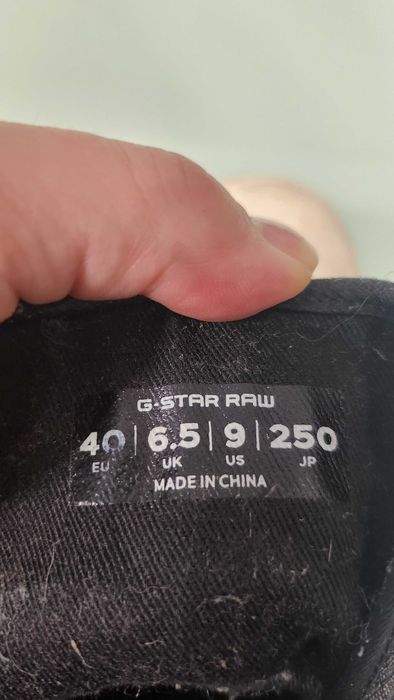 G-STAR RAW
40 | 6.5 | 9 | 250
EU UK US JP
MADE IN CHINA